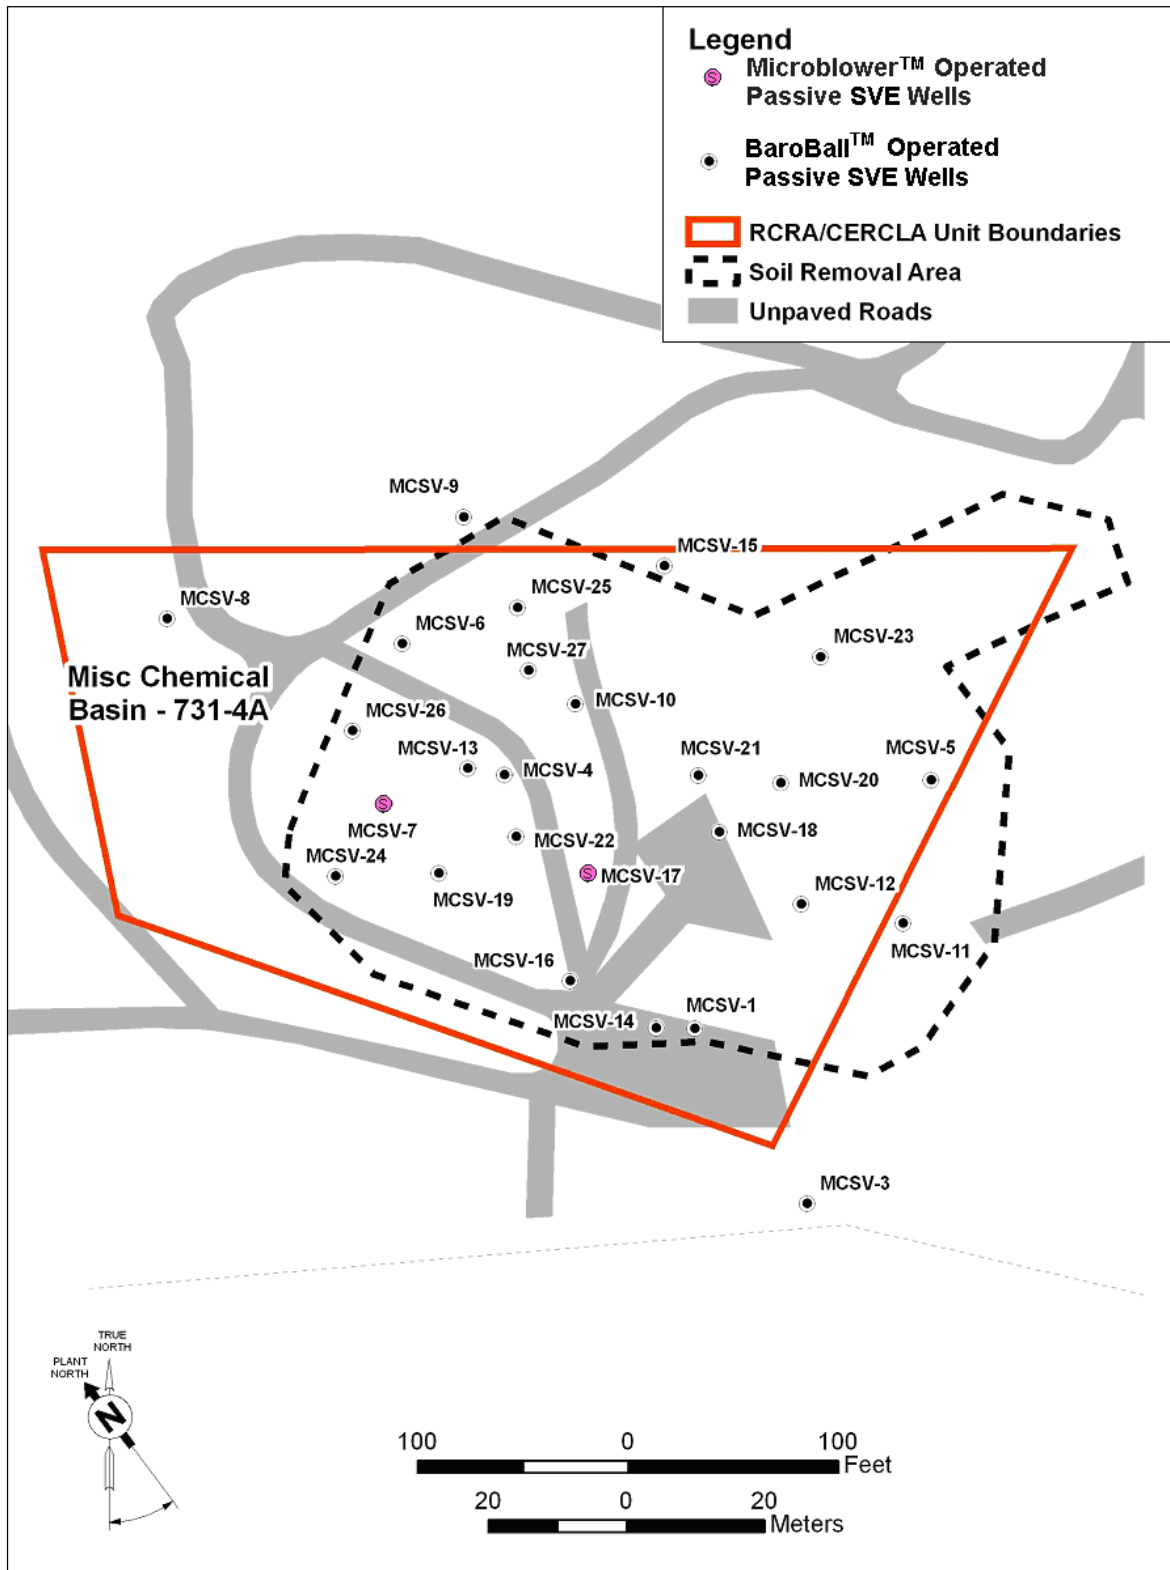 Legend
Microblower™ Operated
Passive SVE Wells
BaroBall™ Operated
Passive SVE Wells
RCRA/CERCLA Unit Boundaries
Soil Removal Area
Unpaved Roads
MCSV-9
MCSV-15
MCSV-8
MCSV-25
MCSV-6
MCSV-23
MCSV-27
Misc Chemical
Basin - 731-4A
MCSV-10
MCSV-26
MCSV-13
MCSV-4
MCSV-21
MCSV-5
MCSV-20
MCSV-7
MCSV-22
MCSV-18
MCSV-24
MCSV-17
MCSV-12
MCSV-19
MCSV-11
MCSV-16
MCSV-1
MCSV-14
MCSV-3
TRUE
NORTH
PLANT
NORTH
N
100 0 100
Feet
20 0 20
Meters
S
S
S